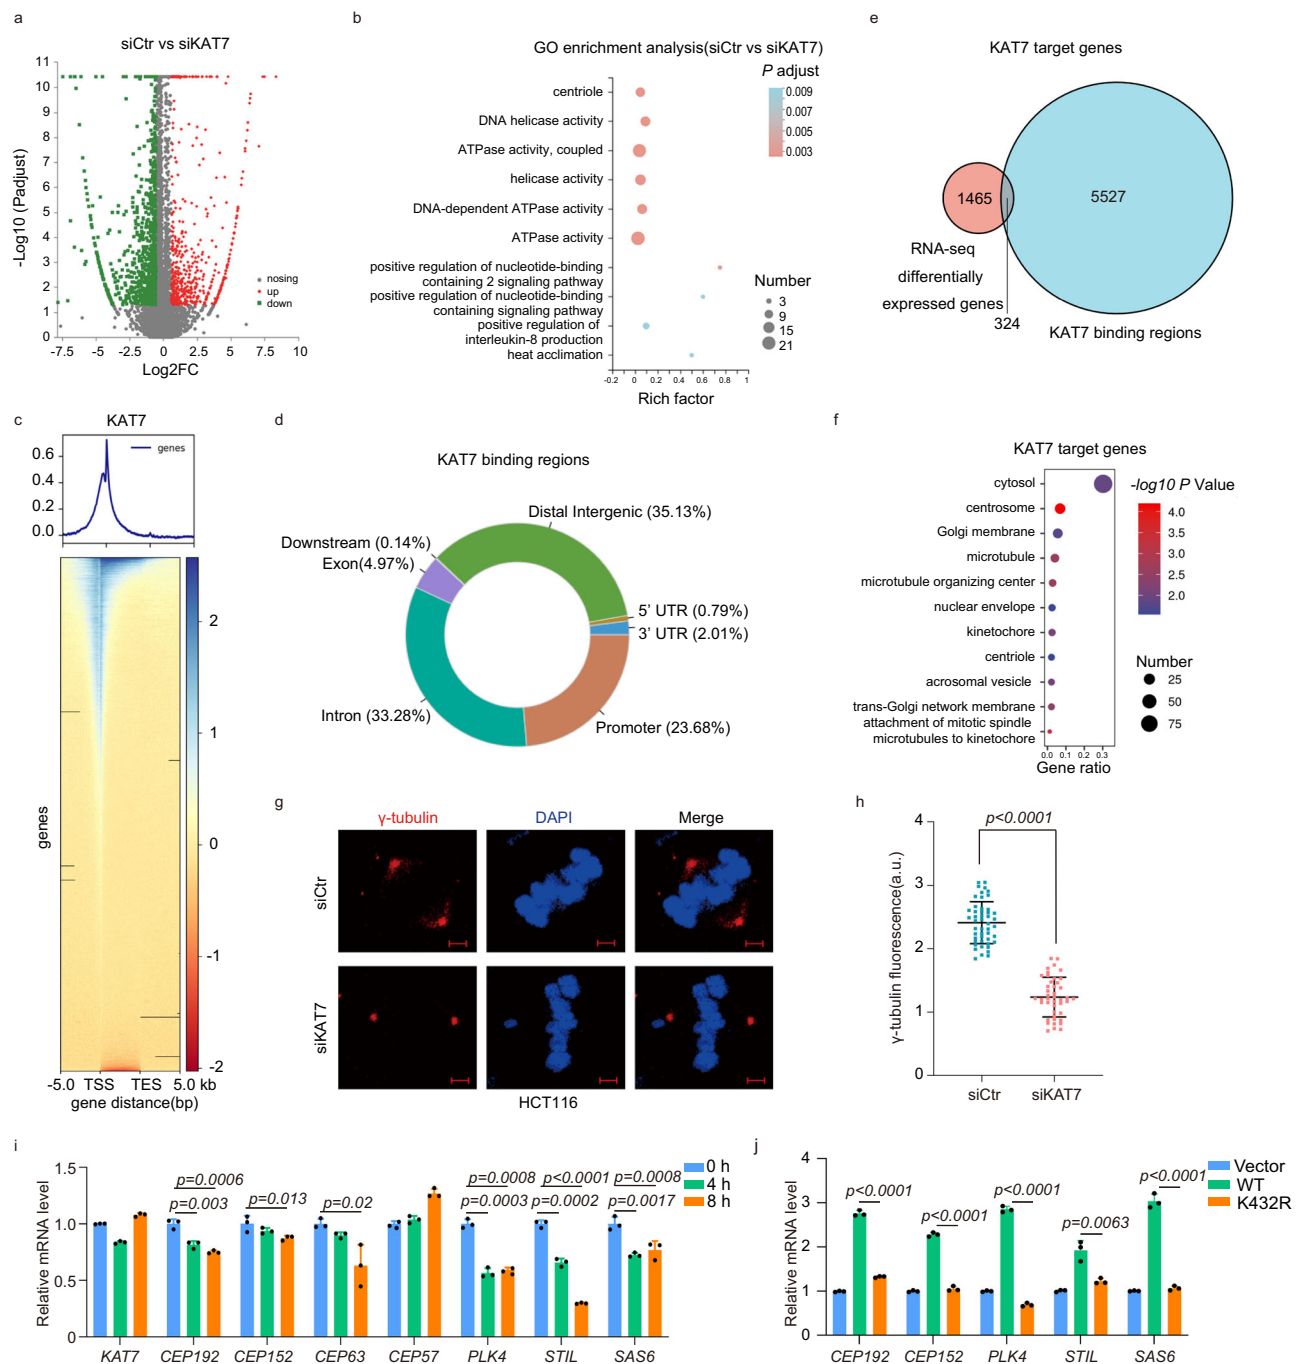 a
siCtr vs siKAT7
-Log10 (Padjust)
11
10
9
8
7
6
5
4
3
2
1
0
nosing
up
down
-7.5
-5
-2.5
0
2.5
5
7.5
10
Log2FC
b
GO enrichment analysis(siCtr vs siKAT7)
centriole
DNA helicase activity
ATPase activity, coupled
helicase activity
DNA-dependent ATPase activity
ATPase activity
positive regulation of nucleotide-binding
containing 2 signaling pathway
positive regulation of nucleotide-binding
containing signaling pathway
positive regulation of
interleukin-8 production
heat acclimation
P adjust
0.009
0.007
0.005
0.003
Number
3
9
15
21
-0.2
0
0.2
0.4
0.6
0.8
1
Rich factor
e
KAT7 target genes
1465
5527
RNA-seq
differentially
expressed genes
324
KAT7 binding regions
c
KAT7
genes
0.6
0.4
0.2
0.0
genes
2
1
0
-1
-2
-5.0
TSS
TES
5.0 kb
gene distance(bp)
d
KAT7 binding regions
Distal Intergenic (35.13%)
Downstream (0.14%)
Exon(4.97%)
5' UTR (0.79%)
3' UTR (2.01%)
Intron (33.28%)
Promoter (23.68%)
f
KAT7 target genes
cytosol
centrosome
Golgi membrane
microtubule
microtubule organizing center
nuclear envelope
kinetochore
centriole
acrosomal vesicle
trans-Golgi network membrane
attachment of mitotic spindle
microtubules to kinetochore
0.0
0.1
0.2
0.3
Gene ratio
-log10 P Value
4.0
3.5
3.0
2.5
2.0
Number
25
50
75
g
γ-tubulin
DAPI
Merge
siCtr
siKAT7
HCT116
h
γ-tubulin fluorescence(a.u.)
p<0.0001
4
3
2
1
0
siCtr
siKAT7
i
Relative mRNA level
1.5
1.0
0.5
0
p=0.0006
p=0.003
p=0.013
p=0.02
p=0.0008
p=0.0003
p<0.0001
p=0.0002
p=0.0008
p=0.0017
0 h
4 h
8 h
KAT7
CEP192
CEP152
CEP63
CEP57
PLK4
STIL
SAS6
j
Relative mRNA level
4
3
2
1
0
p<0.0001
p<0.0001
p<0.0001
p=0.0063
p<0.0001
Vector
WT
K432R
CEP192
CEP152
PLK4
STIL
SAS6